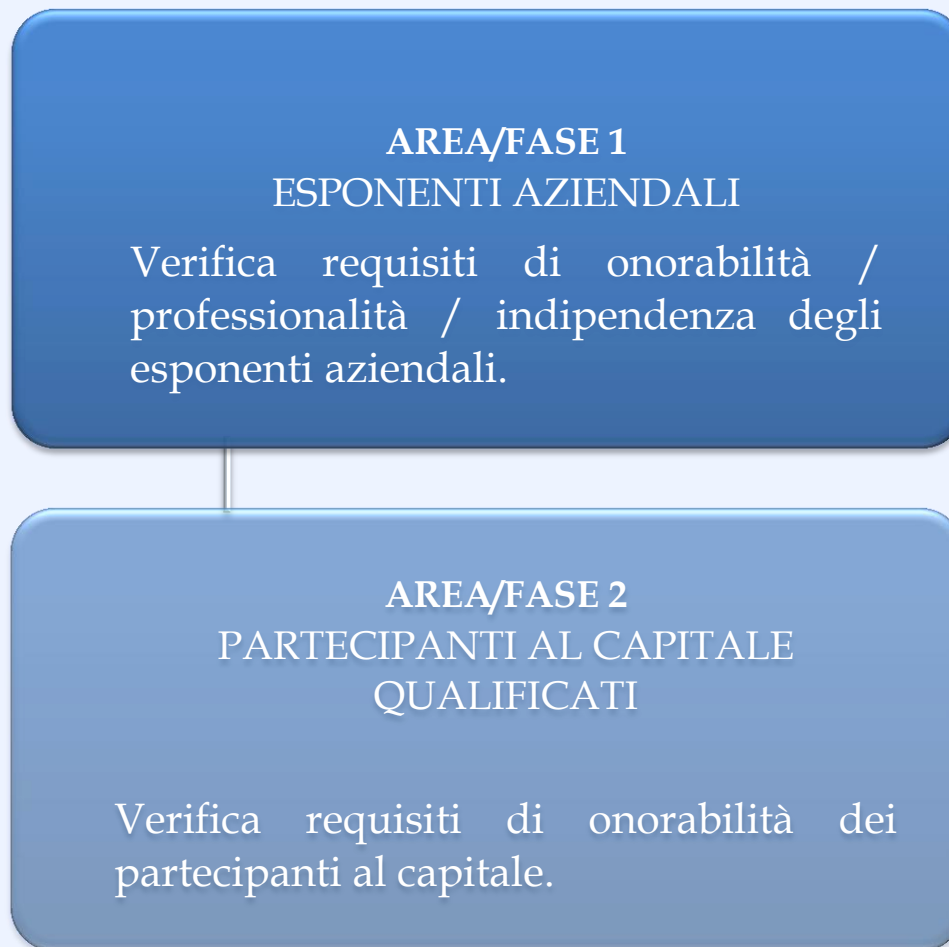 AREA/FASE 1
ESPONENTI AZIENDALI
Verifica requisiti di onorabilità /
professionalità / indipendenza degli
esponenti aziendali.
AREA/FASE 2
PARTECIPANTI AL CAPITALE
QUALIFICATI
Verifica requisiti di onorabilità dei
partecipanti al capitale.